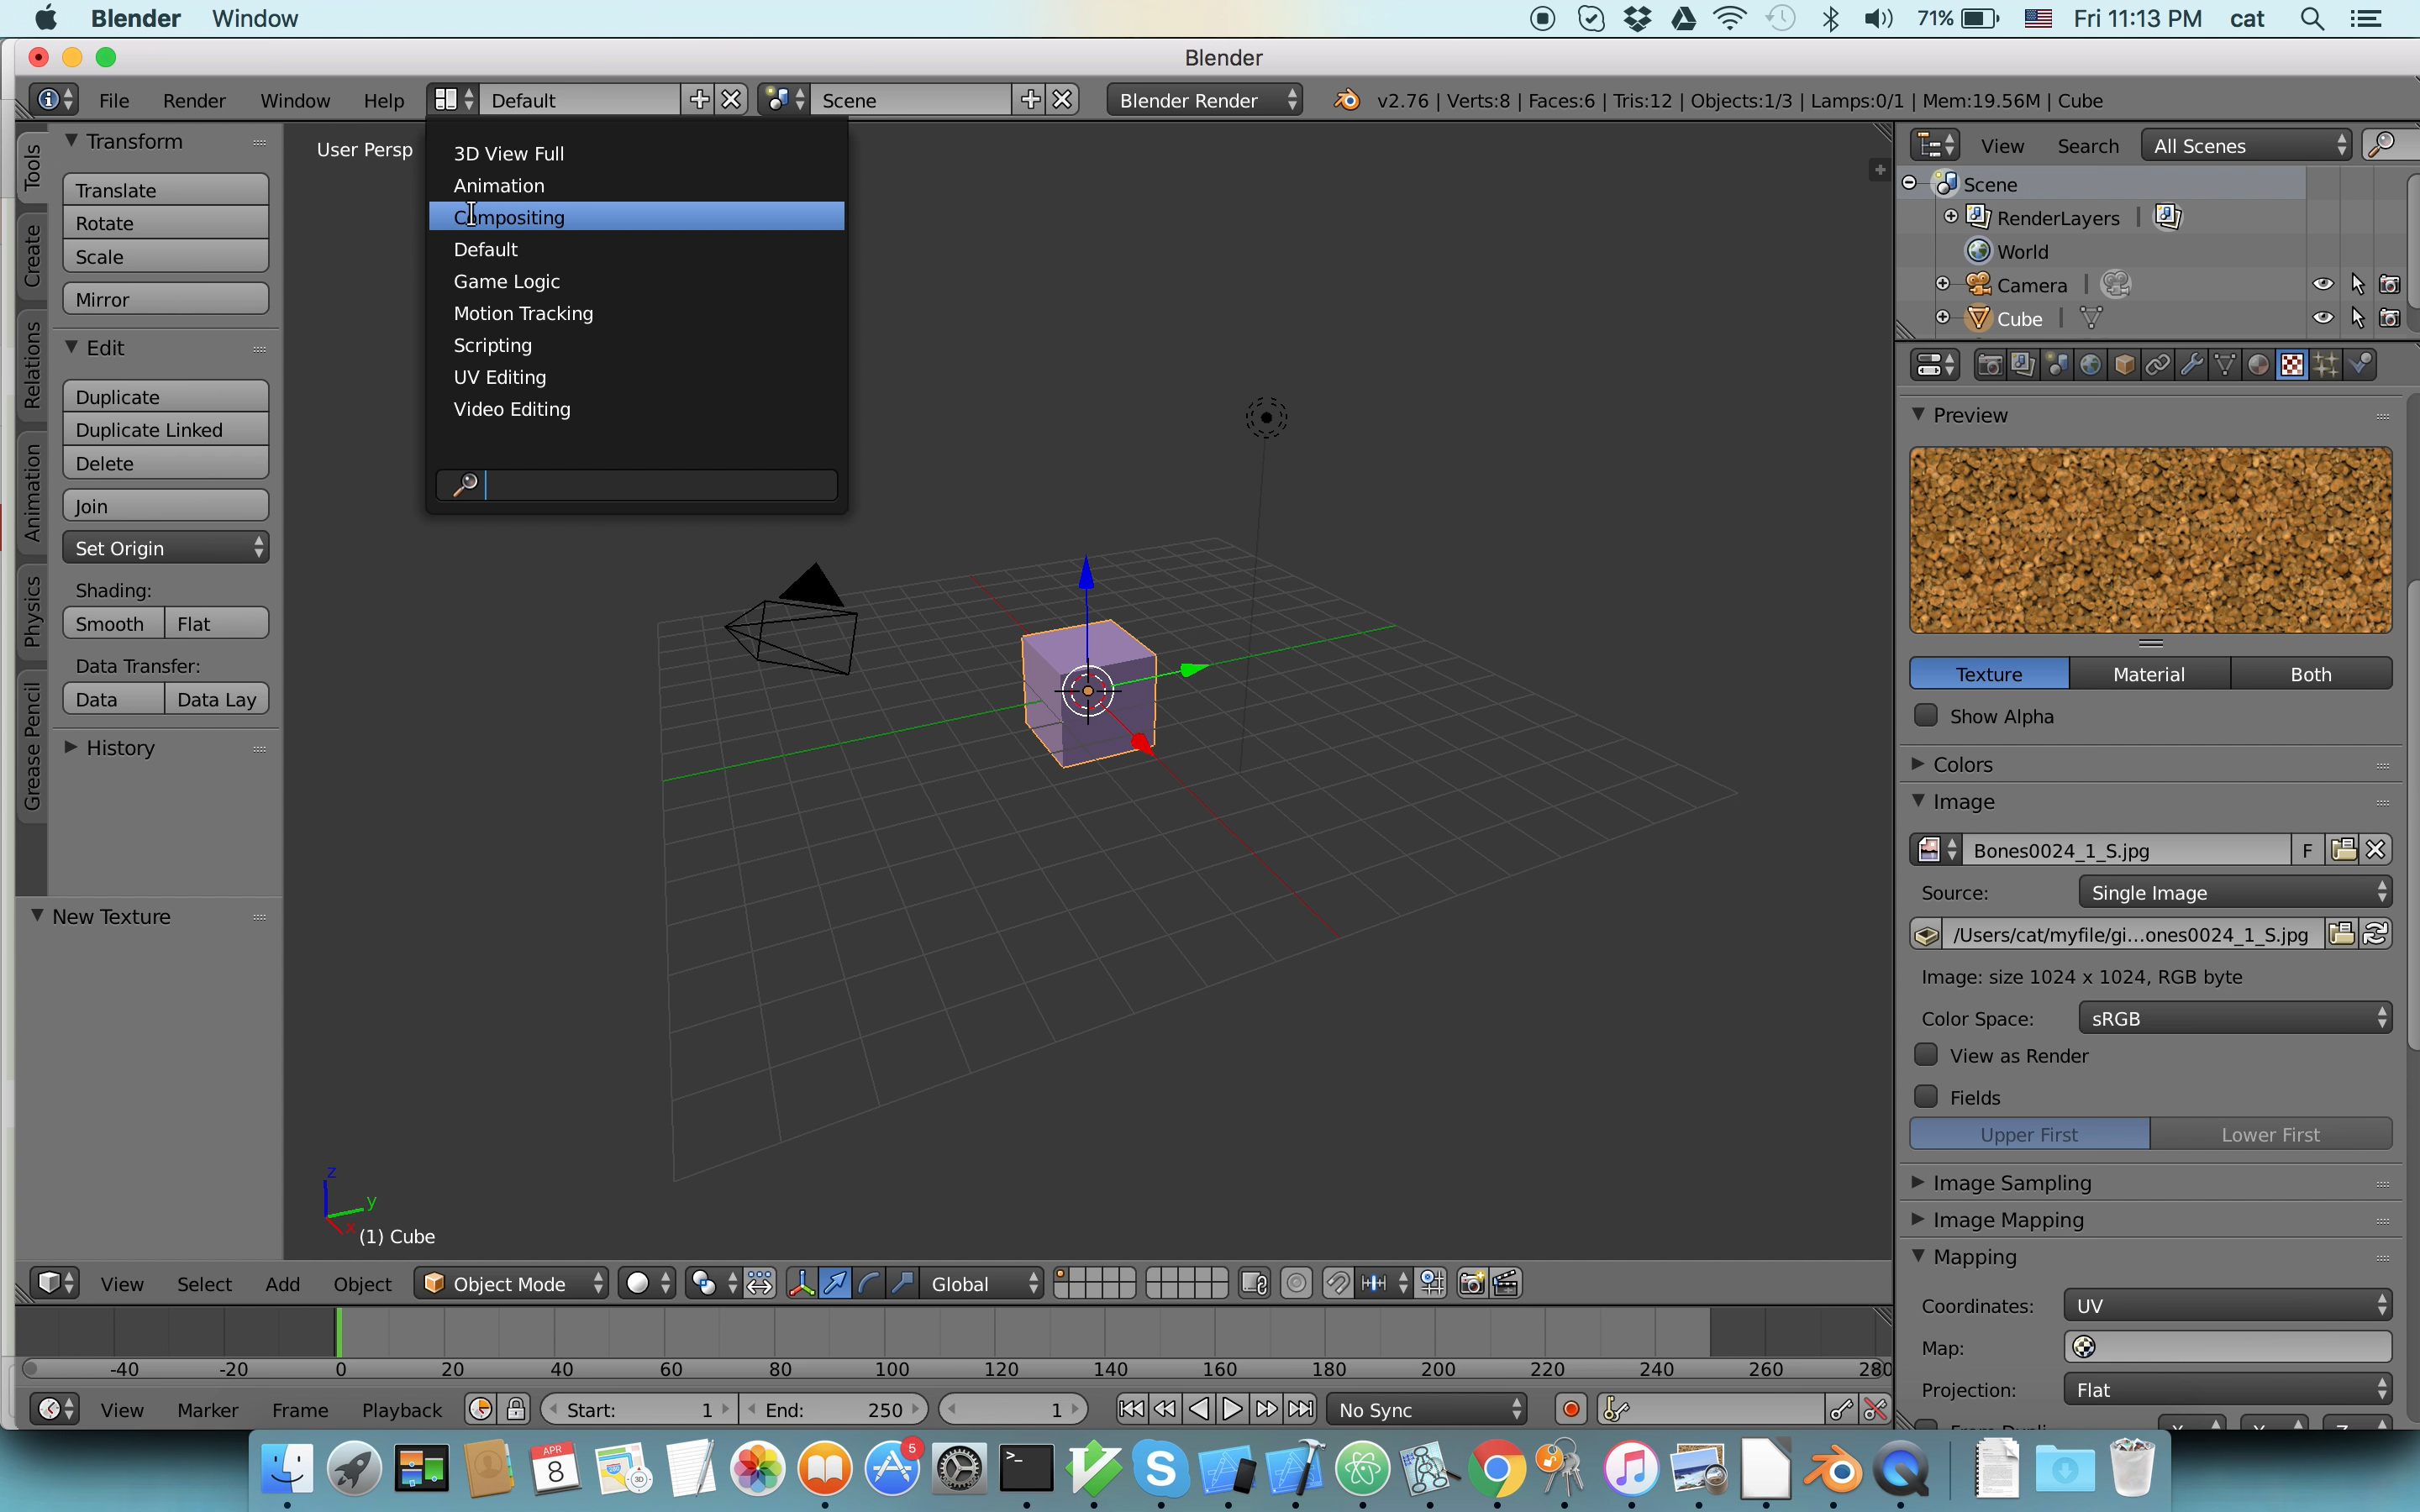 Blender Window
71% Fri 11:13 PM cat
Blender
File Render Window Help Default Scene Blender Render v2.76 | Verts:8 | Faces:6 | Tris:12 | Objects:1/3 | Lamps:0/1 | Mem:19.56M | Cube
Tools
Create
Relations
Animation
Physics
Grease Pencil
Transform
Translate
Rotate
Scale
Mirror
Edit
Duplicate
Duplicate Linked
Delete
Join
Set Origin
Shading:
Smooth Flat
Data Transfer:
Data Data Lay
History
New Texture
User Persp
3D View Full
Animation
Compositing
Default
Game Logic
Motion Tracking
Scripting
UV Editing
Video Editing
z
y
x
(1) Cube
View Search All Scenes
Scene
RenderLayers
World
Camera
Cube
Preview
Texture Material Both
Show Alpha
Colors
Image
Bones0024_1_S.jpg F
Source: Single Image
/Users/cat/myfile/gi...ones0024_1_S.jpg
Image: size 1024 x 1024, RGB byte
Color Space: sRGB
View as Render
Fields
Upper First Lower First
Image Sampling
Image Mapping
Mapping
Coordinates: UV
Map:
Projection: Flat
View Select Add Object Object Mode Global
-40 -20 0 20 40 60 80 100 120 140 160 180 200 220 240 260 280
View Marker Frame Playback Start: 1 End: 250 1 No Sync
APR
8
3D
5